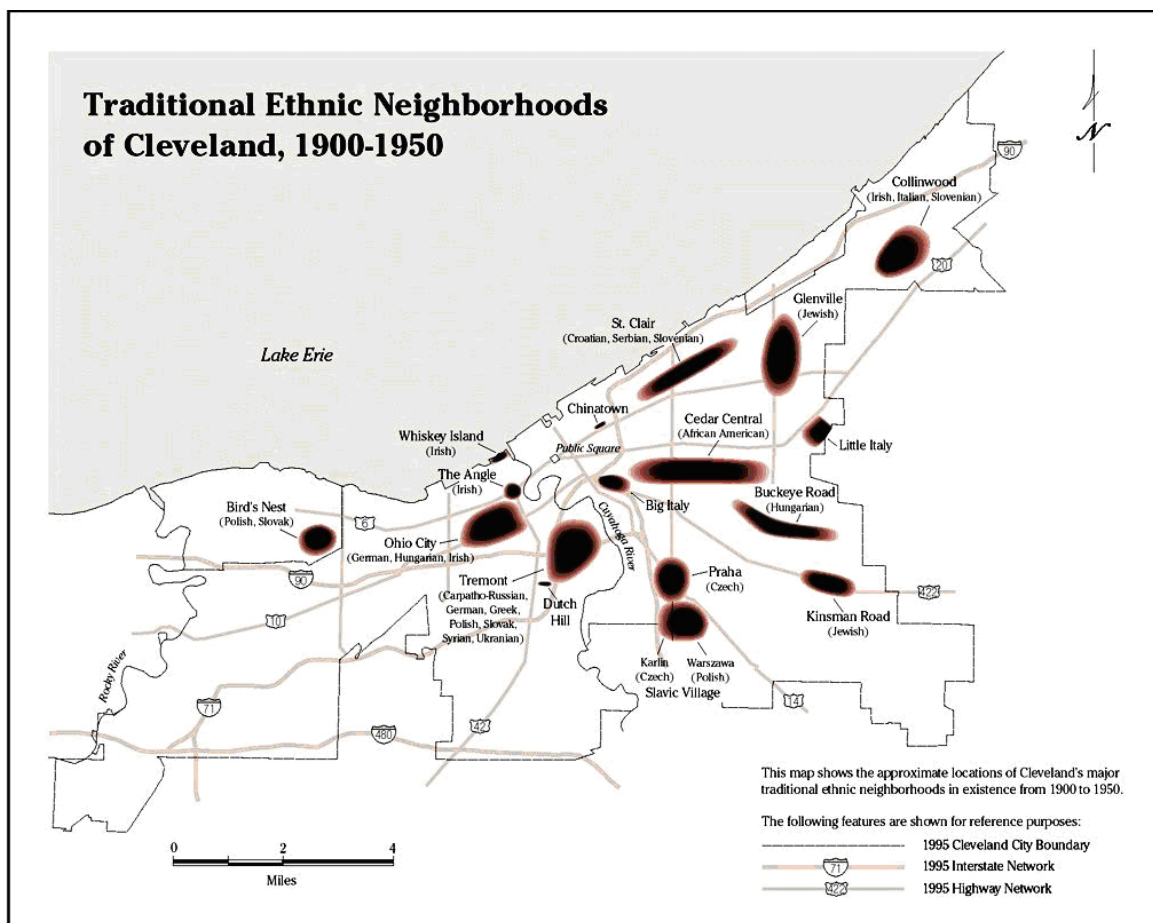 Traditional Ethnic Neighborhoods
of Cleveland, 1900-1950
N
90
Collinwood
(Irish, Italian, Slovenian)
20
Glenville
(Jewish)
St. Clair
(Croatian, Serbian, Slovenian)
Lake Erie
Chinatown
Cedar Central
(African American)
Whiskey Island
(Irish)
Public Square
Little Italy
The Angle
(Irish)
Big Italy
Buckeye Road
(Hungarian)
Bird's Nest
(Polish, Slovak)
6
Cuyahoga River
Ohio City
(German, Hungarian, Irish)
90
Tremont
(Carpatho-Russian,
German, Greek,
Polish, Slovak,
Syrian, Ukranian)
Dutch
Hill
Praha
(Czech)
422
Kinsman Road
(Jewish)
10
Karlin
(Czech)
Warszawa
(Polish)
Slavic Village
Rocky River
71
14
42
480
This map shows the approximate locations of Cleveland's major
traditional ethnic neighborhoods in existence from 1900 to 1950.
The following features are shown for reference purposes:
1995 Cleveland City Boundary
71
1995 Interstate Network
422
1995 Highway Network
0 2 4
Miles